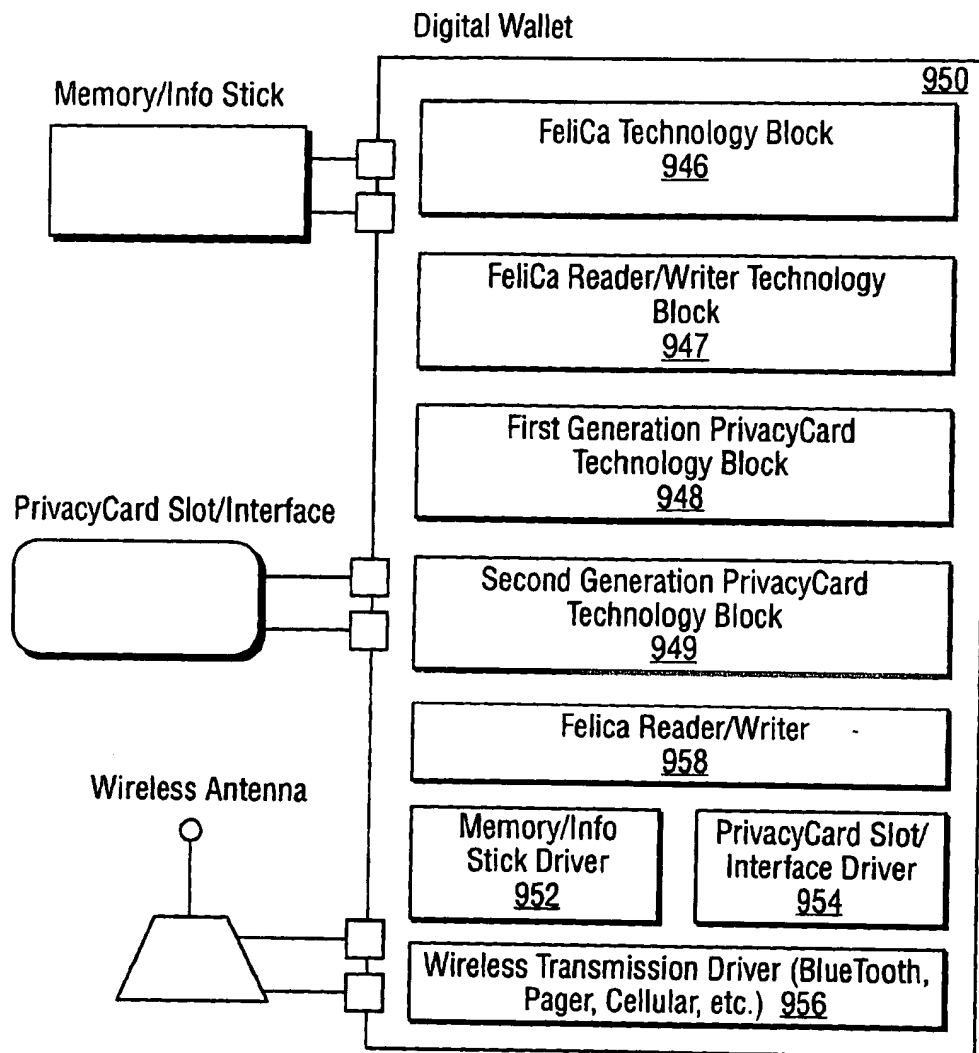 Digital Wallet
950
Memory/Info Stick
FeliCa Technology Block
946
FeliCa Reader/Writer Technology
Block
947
First Generation PrivacyCard
Technology Block
948
PrivacyCard Slot/Interface
Second Generation PrivacyCard
Technology Block
949
Felica Reader/Writer
958
Wireless Antenna
Memory/Info
Stick Driver
952
PrivacyCard Slot/
Interface Driver
954
Wireless Transmission Driver (BlueTooth,
Pager, Cellular, etc.) 956